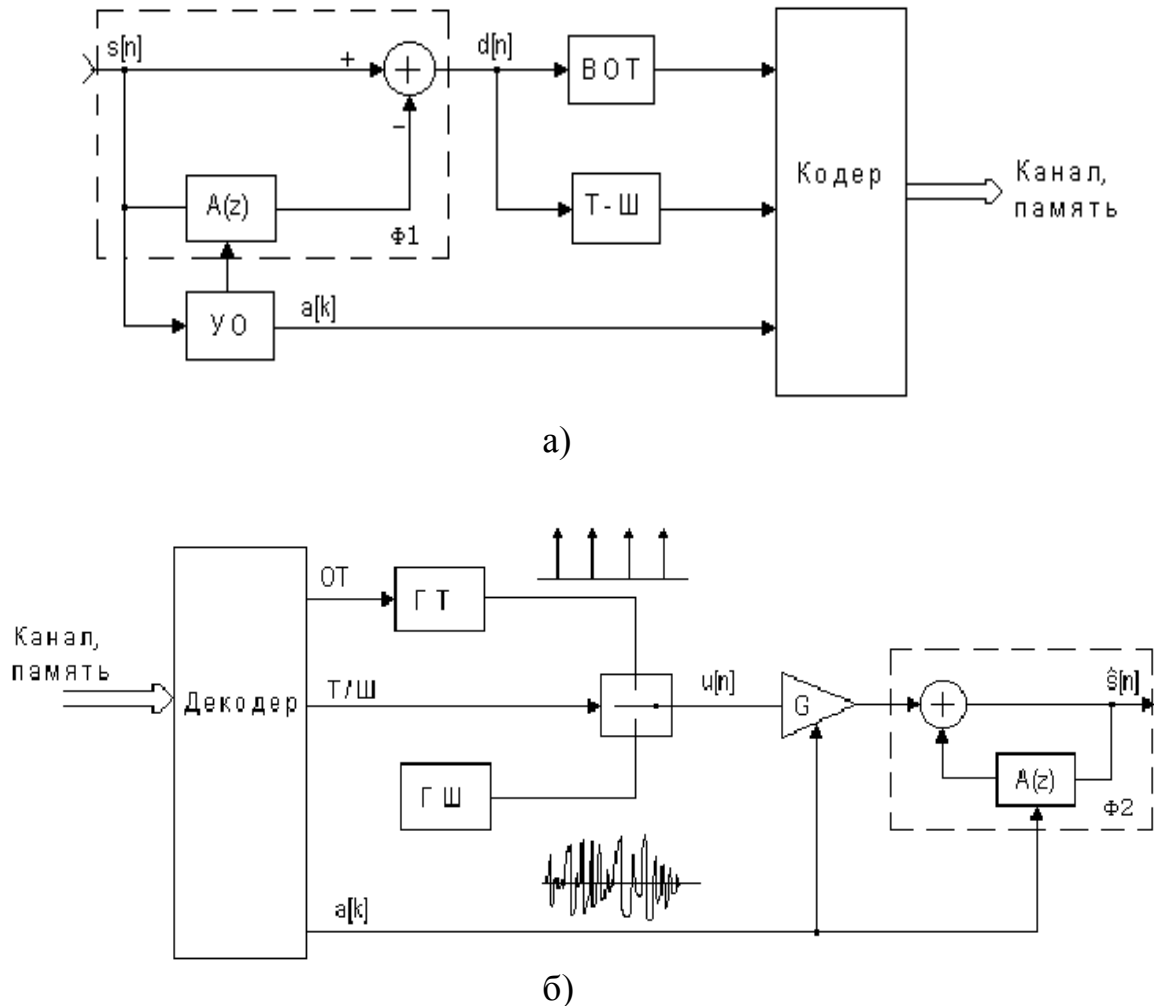 s[n]
+
d[n]
ВОТ
−
Кодер
Канал,
память
A(z)
Т-Ш
Ф1
УО
a[k]
а)
ОТ
ГТ
Канал,
память
Декодер
Т/Ш
u[n]
G
ŝ[n]
A(z)
Ф2
ГШ
a[k]
б)